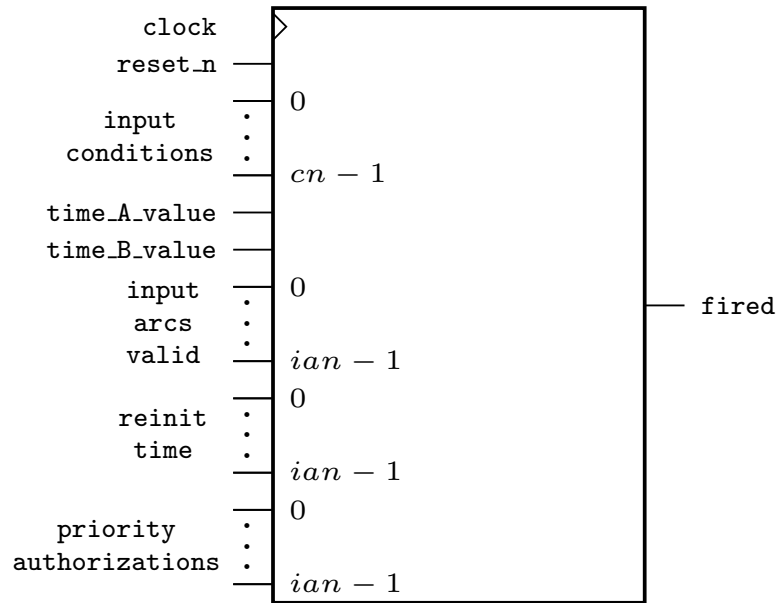 clock
reset_n
input
conditions
0
cn − 1
time_A_value
time_B_value
input
arcs
valid
0
ian − 1
fired
reinit
time
0
ian − 1
priority
authorizations
0
ian − 1